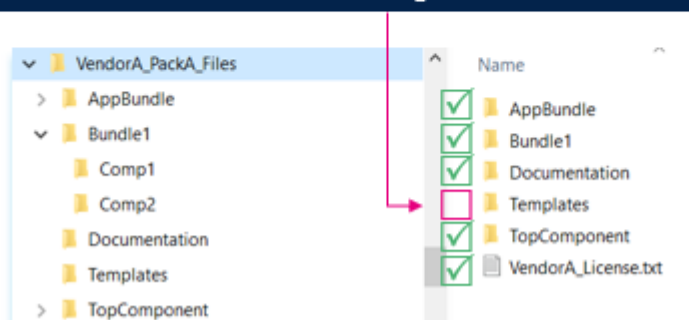 VendorA_PackA_Files
AppBundle
Bundle1
Comp1
Comp2
Documentation
Templates
TopComponent
Name
AppBundle
Bundle1
Documentation
Templates
TopComponent
VendorA_License.txt